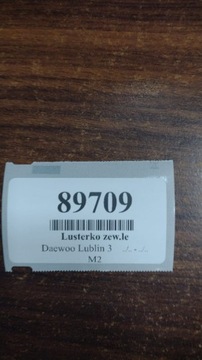 89709
Lusterko zew.le
Daewoo Lublin 3
M2